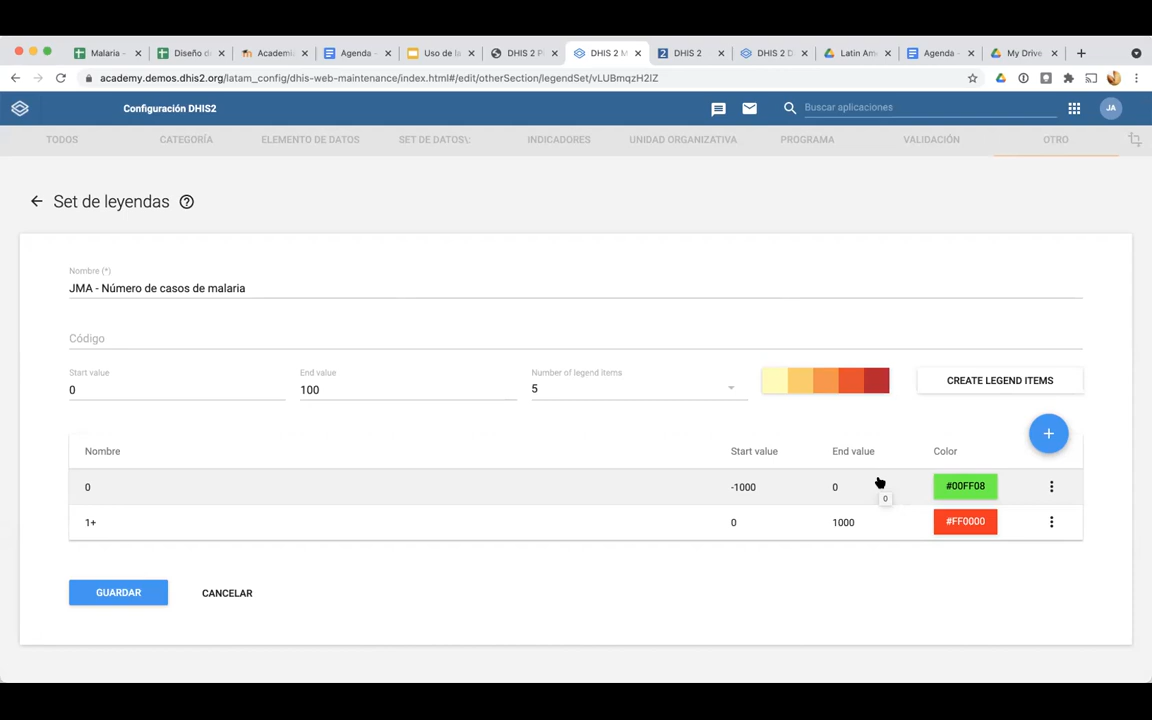 Malaria -
Diseño de
Academi
Agenda -
Uso de la
DHIS 2 P
DHIS 2 M
DHIS 2
DHIS 2 D
Latin Am
Agenda -
My Drive
academy.demos.dhis2.org/latam_config/dhis-web-maintenance/index.html#/edit/otherSection/legendSet/vLUBmqzH2lZ
Configuración DHIS2
Buscar aplicaciones
JA
TODOS
CATEGORÍA
ELEMENTO DE DATOS
SET DE DATOS\:
INDICADORES
UNIDAD ORGANIZATIVA
PROGRAMA
VALIDACIÓN
OTRO
Set de leyendas
Nombre (*)
JMA - Número de casos de malaria
Código
Start value
End value
Number of legend items
0
100
5
CREATE LEGEND ITEMS
Nombre
Start value
End value
Color
0
-1000
0
#00FF08
0
1+
0
1000
#FF0000
GUARDAR
CANCELAR